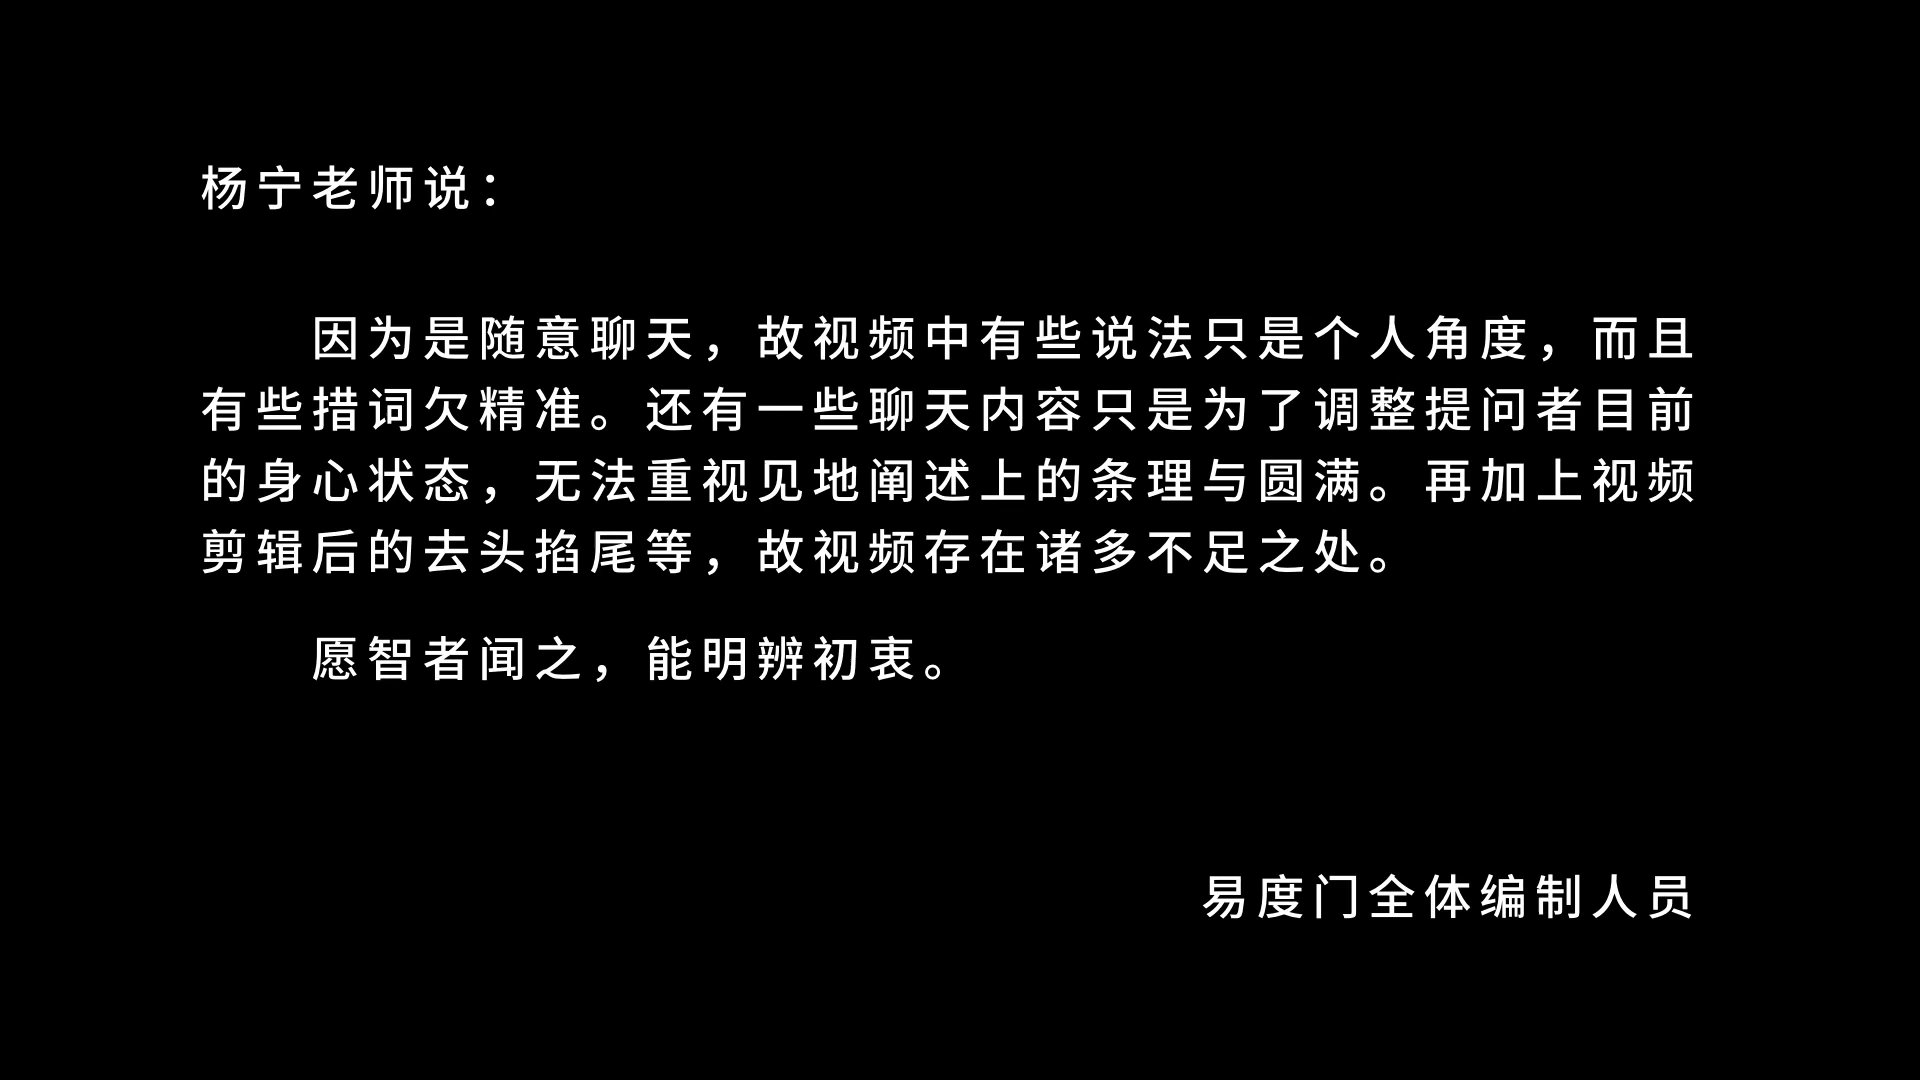 杨宁老师说：
因为是随意聊天，故视频中有些说法只是个人角度，而且
有些措词欠精准。还有一些聊天内容只是为了调整提问者目前
的身心状态，无法重视见地阐述上的条理与圆满。再加上视频
剪辑后的去头掐尾等，故视频存在诸多不足之处。
愿智者闻之，能明辨初衷。
易度门全体编制人员